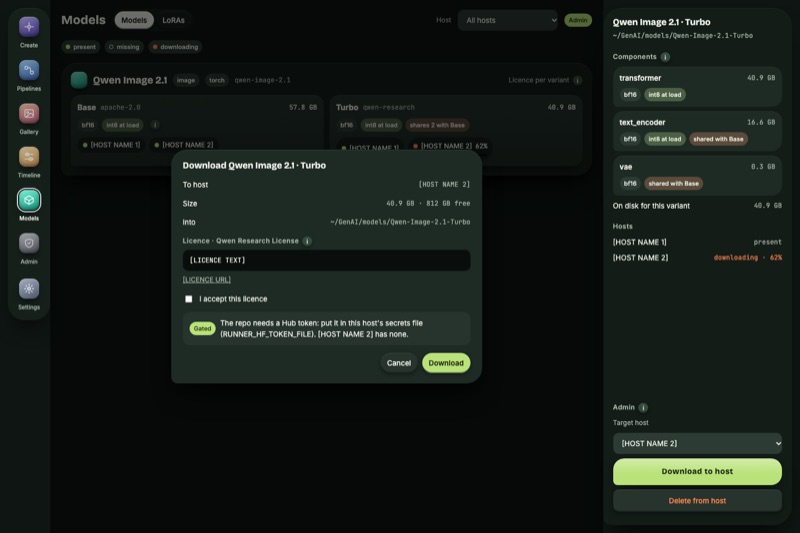 Create
Pipelines
Gallery
Timeline
Models
Admin
Settings
Models Models LoRAs Host All hosts Admin
present missing downloading
Qwen Image 2.1 image torch qwen-image-2.1 Licence per variant i
Base apache-2.0 57.8 GB
bf16 int8 at load i
[HOST NAME 1] [HOST NAME 2]
Turbo qwen-research 40.9 GB
bf16 int8 at load shares 2 with Base
[HOST NAME 1] [HOST NAME 2] 62%
Download Qwen Image 2.1 · Turbo
To host [HOST NAME 2]
Size 40.9 GB · 812 GB free
Into ~/GenAI/models/Qwen-Image-2.1-Turbo
Licence · Qwen Research License i
[LICENCE TEXT]
[LICENCE URL]
I accept this licence
Gated The repo needs a Hub token: put it in this host's secrets file
(RUNNER_HF_TOKEN_FILE). [HOST NAME 2] has none.
Cancel Download
Qwen Image 2.1 · Turbo
~/GenAI/models/Qwen-Image-2.1-Turbo
Components i
transformer 40.9 GB
bf16 int8 at load
text_encoder 16.6 GB
bf16 int8 at load shared with Base
vae 0.3 GB
bf16 shared with Base
On disk for this variant 40.9 GB
Hosts
[HOST NAME 1] present
[HOST NAME 2] downloading · 62%
Admin i
Target host
[HOST NAME 2]
Download to host
Delete from host